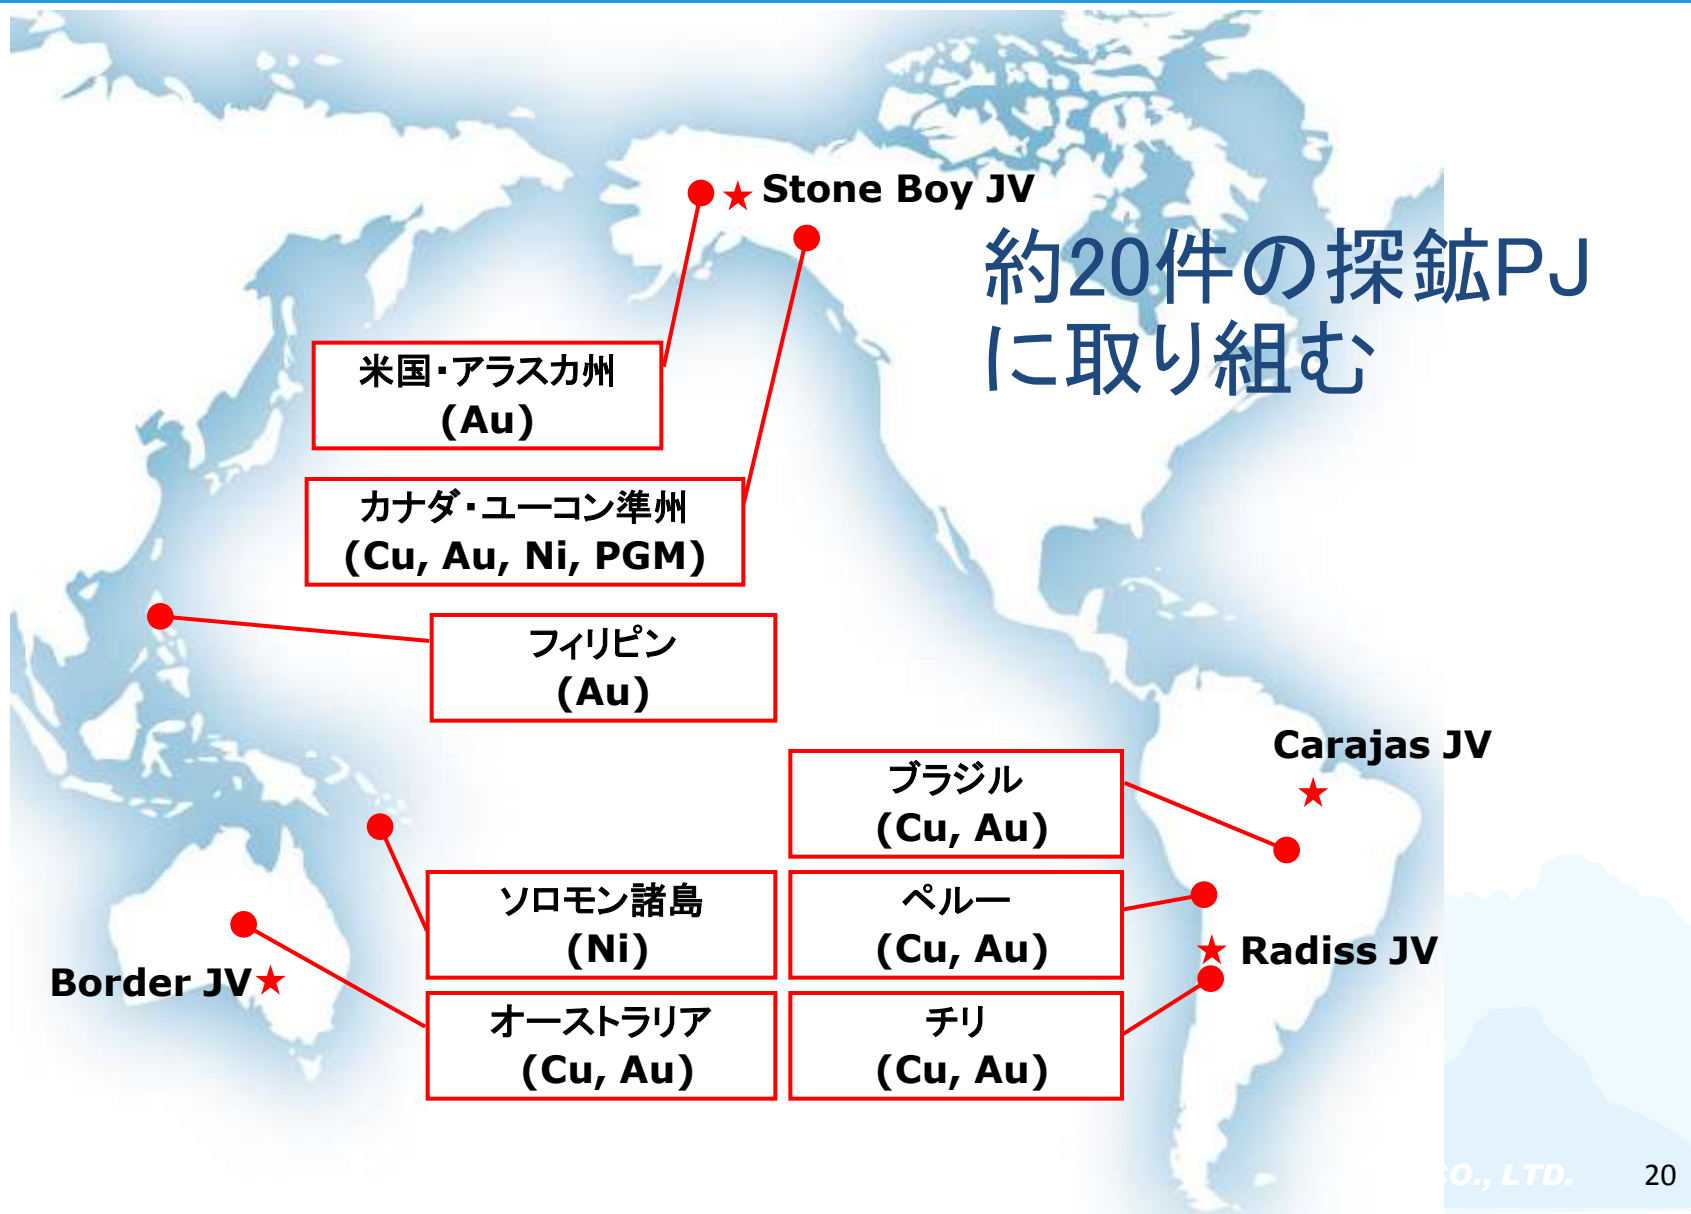 Stone Boy JV
約20件の探鉱PJ
に取り組む
米国・アラスカ州
(Au)
カナダ・ユーコン準州
(Cu, Au, Ni, PGM)
フィリピン
(Au)
Carajas JV
ブラジル
(Cu, Au)
ソロモン諸島
(Ni)
ペルー
(Cu, Au)
Radiss JV
Border JV
オーストラリア
(Cu, Au)
チリ
(Cu, Au)
CO., LTD.
20